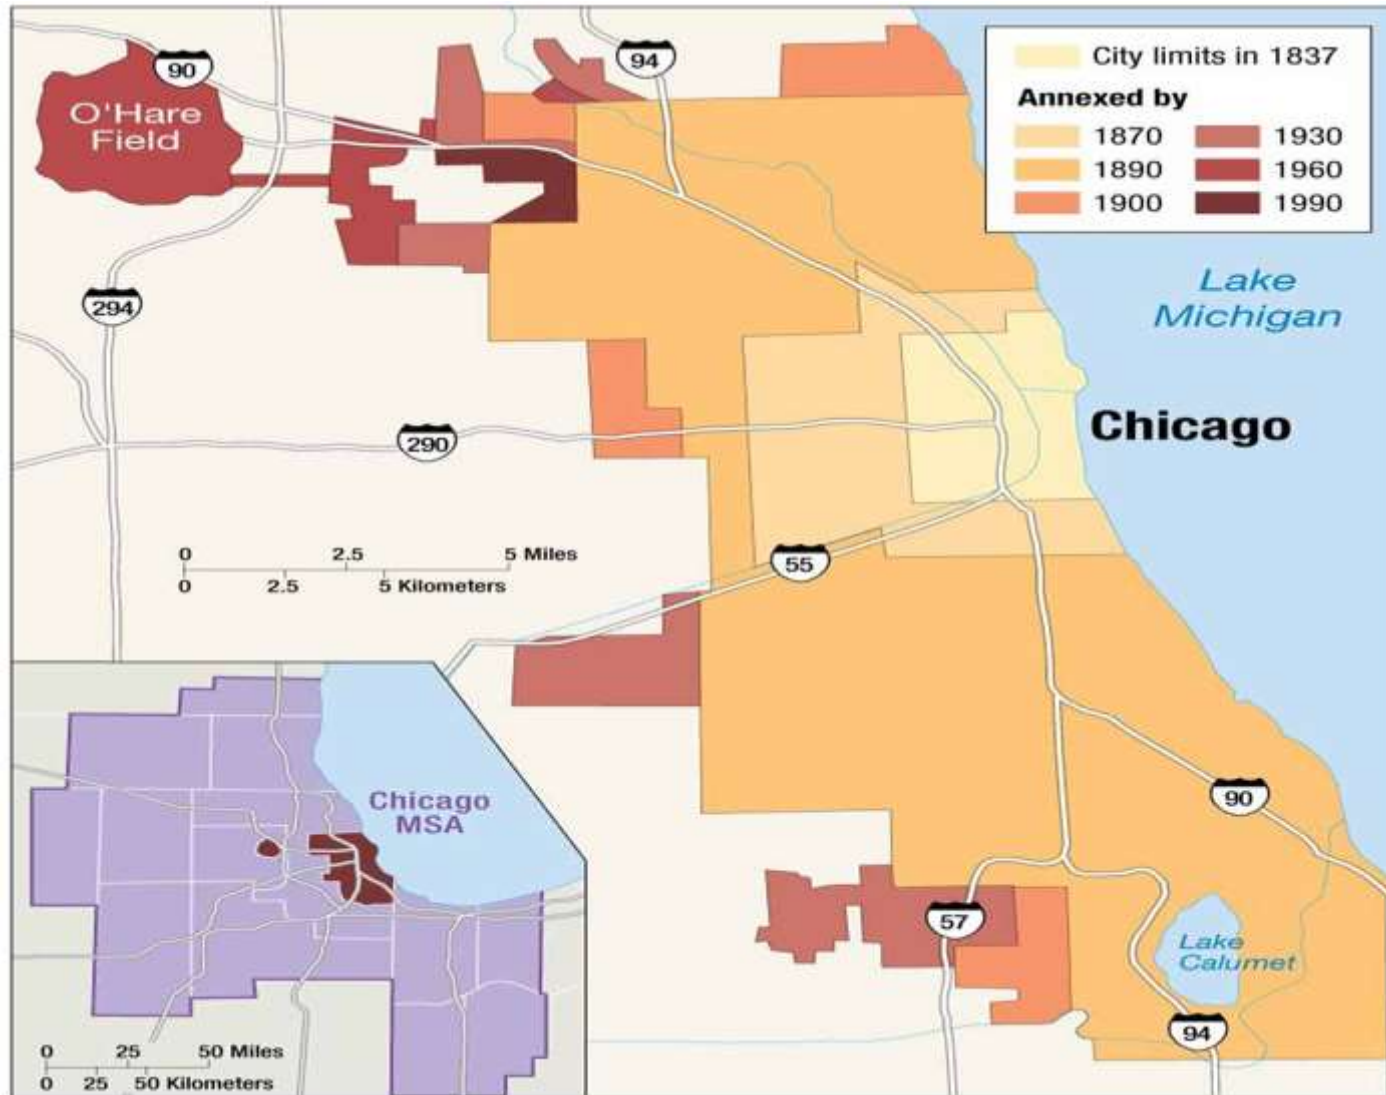 90
O'Hare
Field
94
City limits in 1837
Annexed by
1870 1930
1890 1960
1900 1990
Lake
Michigan
294
Chicago
290
0 2.5 5 Miles
0 2.5 5 Kilometers
55
Chicago
MSA
90
57
Lake
Calumet
94
0 25 50 Miles
0 25 50 Kilometers